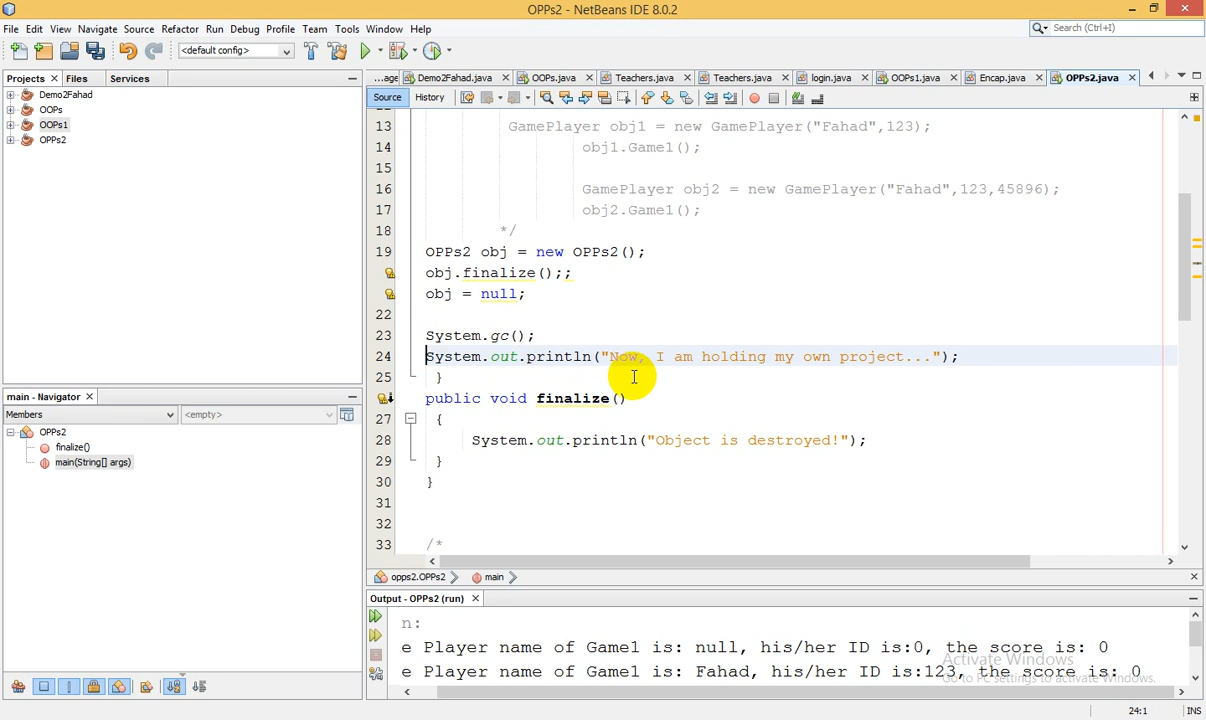 OPPs2 - NetBeans IDE 8.0.2
File Edit View Navigate Source Refactor Run Debug Profile Team Tools Window Help
Search (Ctrl+I)
<default config>
Projects Files Services
...age Demo2Fahad.java OOPs.java Teachers.java Teachers.java login.java OOPs1.java Encap.java OPPs2.java
Source History
Demo2Fahad
OOPs
OOPs1
OPPs2
13 GamePlayer obj1 = new GamePlayer("Fahad",123);
14 obj1.Game1();
15
16 GamePlayer obj2 = new GamePlayer("Fahad",123,45896);
17 obj2.Game1();
18 */
19 OPPs2 obj = new OPPs2();
obj.finalize();;
obj = null;
22
23 System.gc();
24 System.out.println("Now, I am holding my own project...");
25 }
public void finalize()
27 {
28 System.out.println("Object is destroyed!");
29 }
30 }
31
32
33 /*
main - Navigator
Members <empty>
OPPs2
finalize()
main(String[] args)
opps2.OPPs2 main
Output - OPPs2 (run)
n:
e Player name of Game1 is: null, his/her ID is:0, the score is: 0
e Player name of Game1 is: Fahad, his/her ID is:123, the score is: 0
Activate Windows
Go to PC settings to activate Windows.
24:1 INS